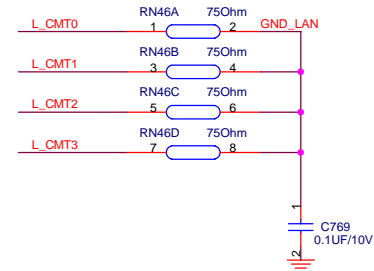 RN46A 75Ohm
L_CMT0 1 2 GND_LAN
RN46B 75Ohm
L_CMT1 3 4
RN46C 75Ohm
L_CMT2 5 6
RN46D 75Ohm
L_CMT3 7 8
1
C769
0.1UF/10V
2